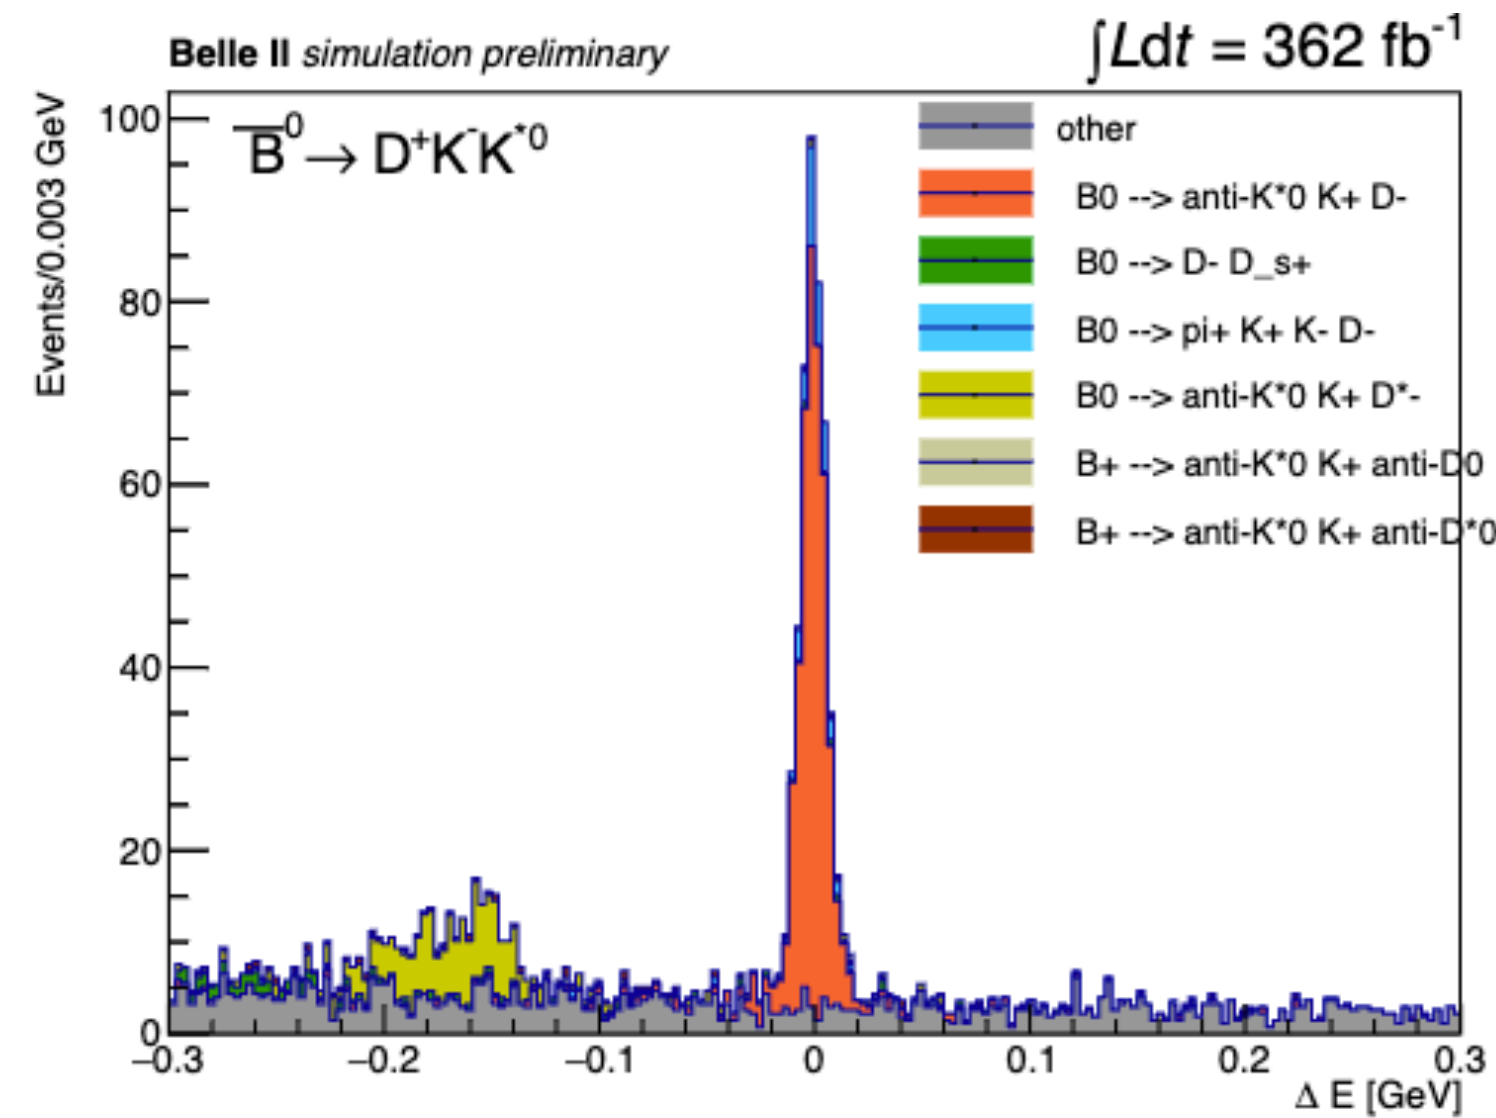 Belle II simulation preliminary
∫Ldt = 362 fb⁻¹
Events/0.003 GeV
B̅⁰ → D⁺K⁻K*⁰
other
B0 --> anti-K*0 K+ D-
B0 --> D- D_s+
B0 --> pi+ K+ K- D-
B0 --> anti-K*0 K+ D*-
B+ --> anti-K*0 K+ anti-D0
B+ --> anti-K*0 K+ anti-D*0
100
80
60
40
20
0
−0.3 −0.2 −0.1 0 0.1 0.2 0.3
Δ E [GeV]